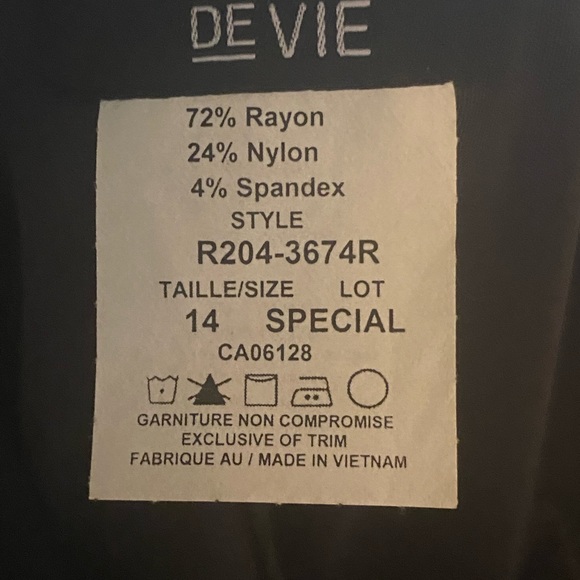 DE VIE
72% Rayon
24% Nylon
4% Spandex
STYLE
R204-3674R
TAILLE/SIZE LOT
14 SPECIAL
CA06128
GARNITURE NON COMPROMISE
EXCLUSIVE OF TRIM
FABRIQUE AU / MADE IN VIETNAM